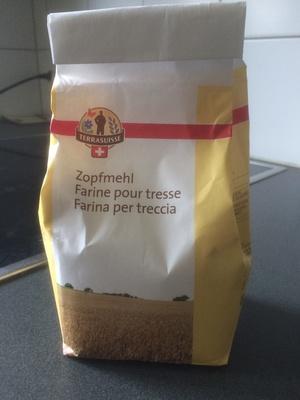 TERRASUISSE
Zopfmehl
Farine pour tresse
Farina per treccia